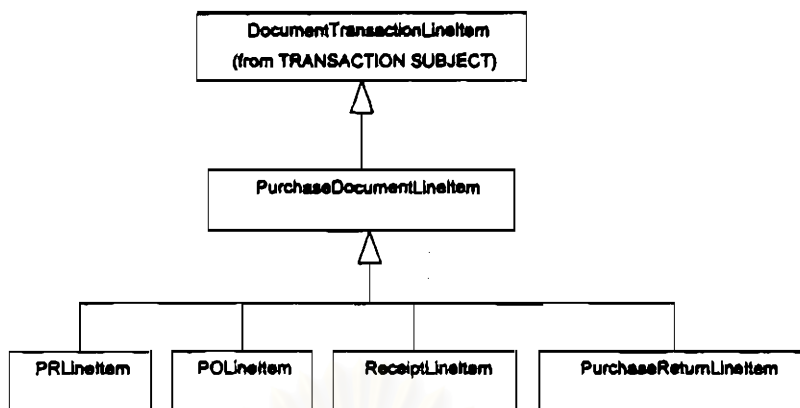 DocumentTransactionLineItem
(from TRANSACTION SUBJECT)
PurchaseDocumentLineItem
PRLineItem
POLineItem
ReceiptLineItem
PurchaseReturnLineItem